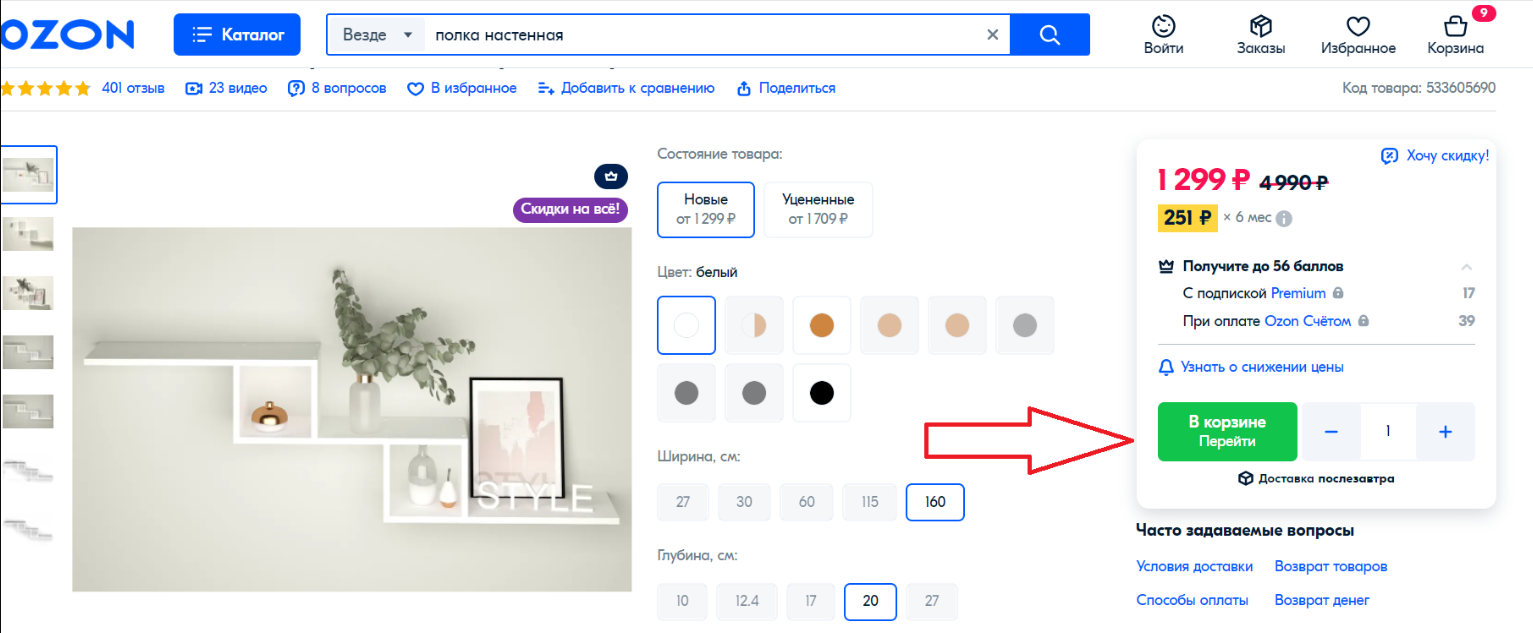 OZON
Каталог
Везде
полка настенная
Войти
Заказы
Избранное
9
Корзина
401 отзыв
23 видео
8 вопросов
В избранное
Добавить к сравнению
Поделиться
Код товара: 533605690
Скидки на всё!
STYLE
Состояние товара:
Новые
от 1 299 ₽
Уцененные
от 1 709 ₽
Цвет: белый
Ширина, см:
27
30
60
115
160
Глубина, см:
10
12.4
17
20
27
Хочу скидку!
1 299 ₽ 4 990 ₽
251 ₽ × 6 мес
Получите до 56 баллов
С подпиской Premium 17
При оплате Ozon Счётом 39
Узнать о снижении цены
В корзине
Перейти
− 1 +
Доставка послезавтра
Часто задаваемые вопросы
Условия доставки
Возврат товаров
Способы оплаты
Возврат денег